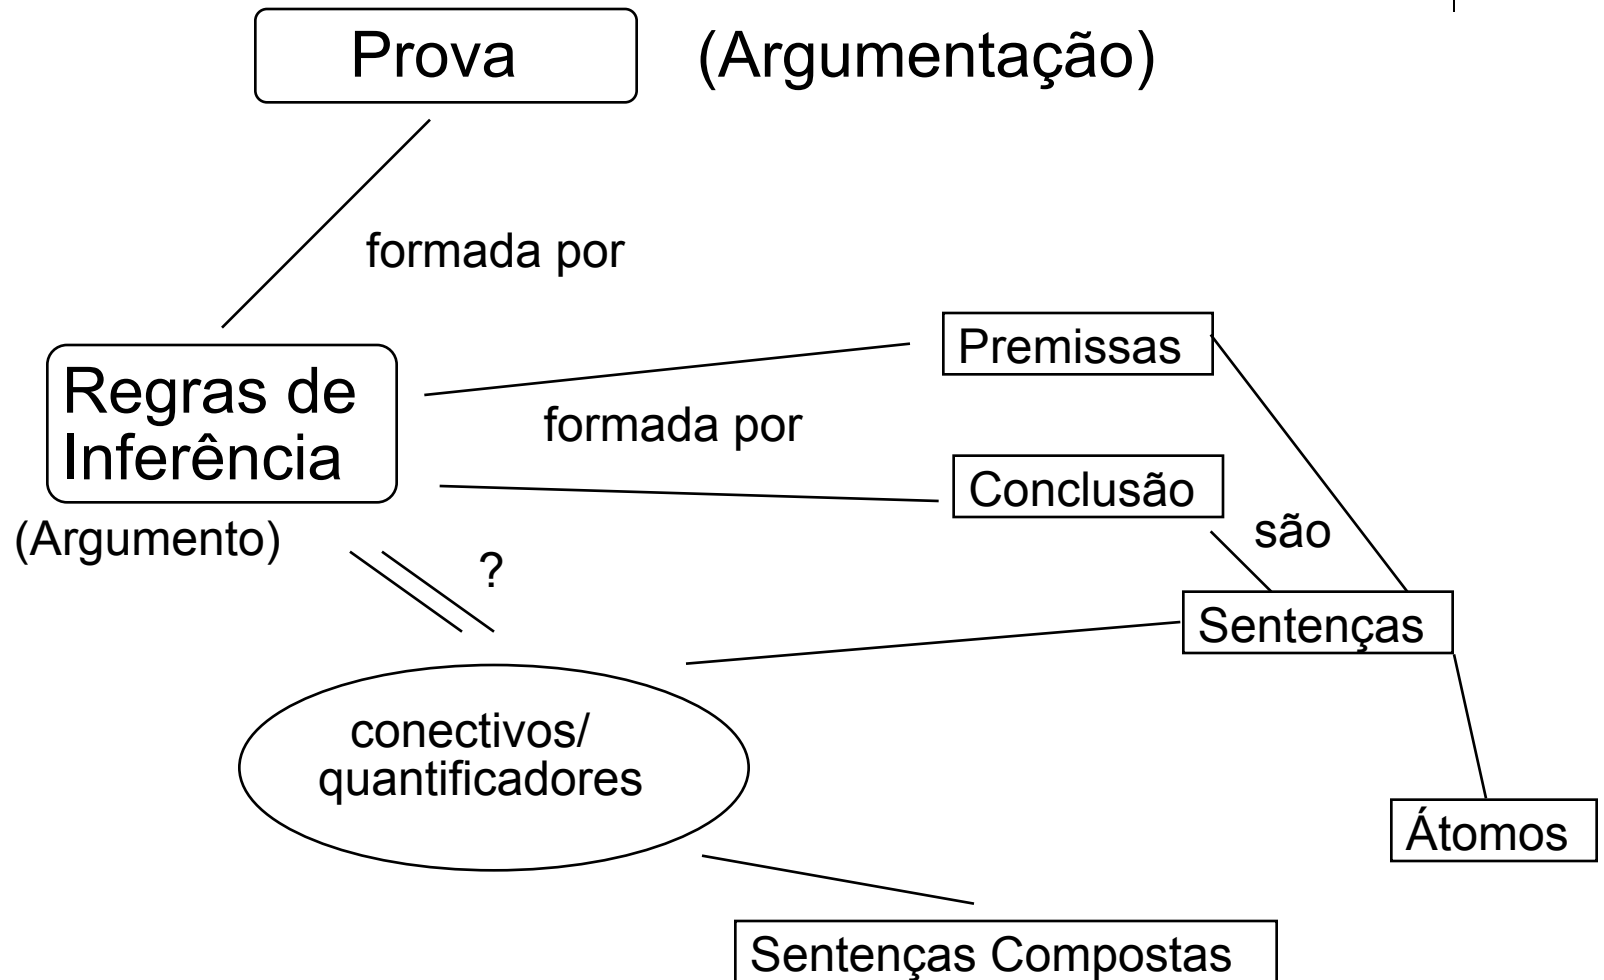 Prova
(Argumentação)
formada por
Premissas
Regras de
Inferência
formada por
Conclusão
são
(Argumento)
?
Sentenças
conectivos/
quantificadores
Átomos
Sentenças Compostas